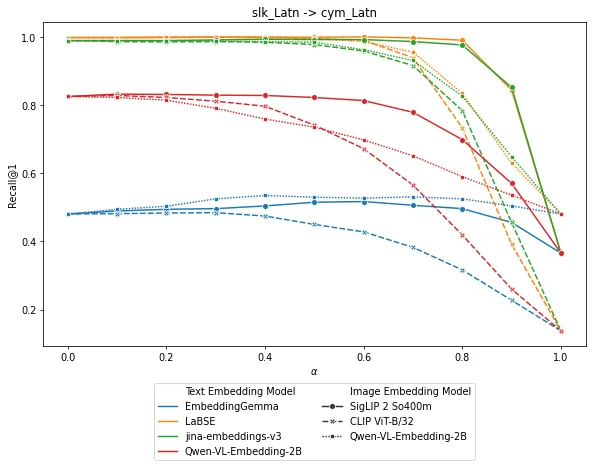 slk_Latn -> cym_Latn
Recall@1
1.0
0.8
0.6
0.4
0.2
0.0 0.2 0.4 0.6 0.8 1.0
α
Text Embedding Model
EmbeddingGemma
LaBSE
jina-embeddings-v3
Qwen-VL-Embedding-2B
Image Embedding Model
SigLIP 2 So400m
CLIP ViT-B/32
Qwen-VL-Embedding-2B